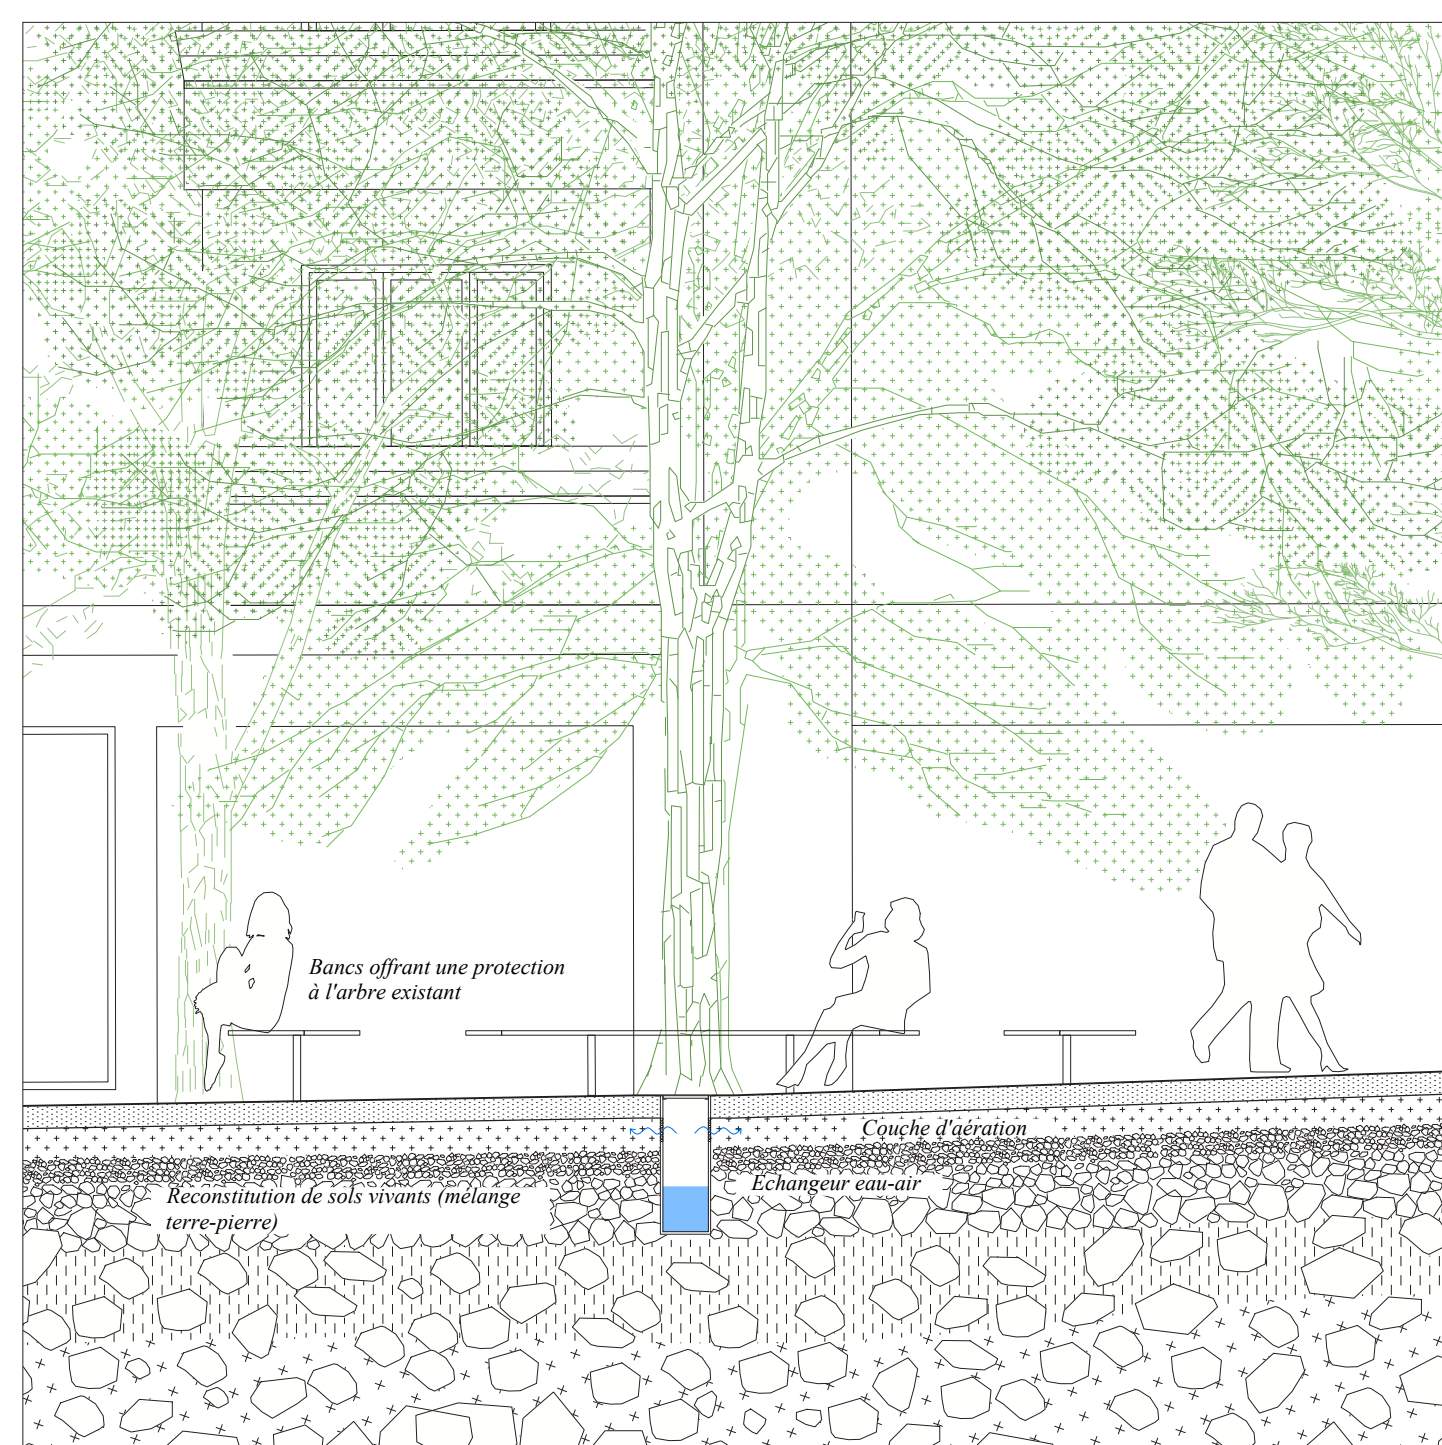 Bancs offrant une protection
à l'arbre existant
Couche d'aération
Echangeur eau-air
Reconstitution de sols vivants (mélange
terre-pierre)